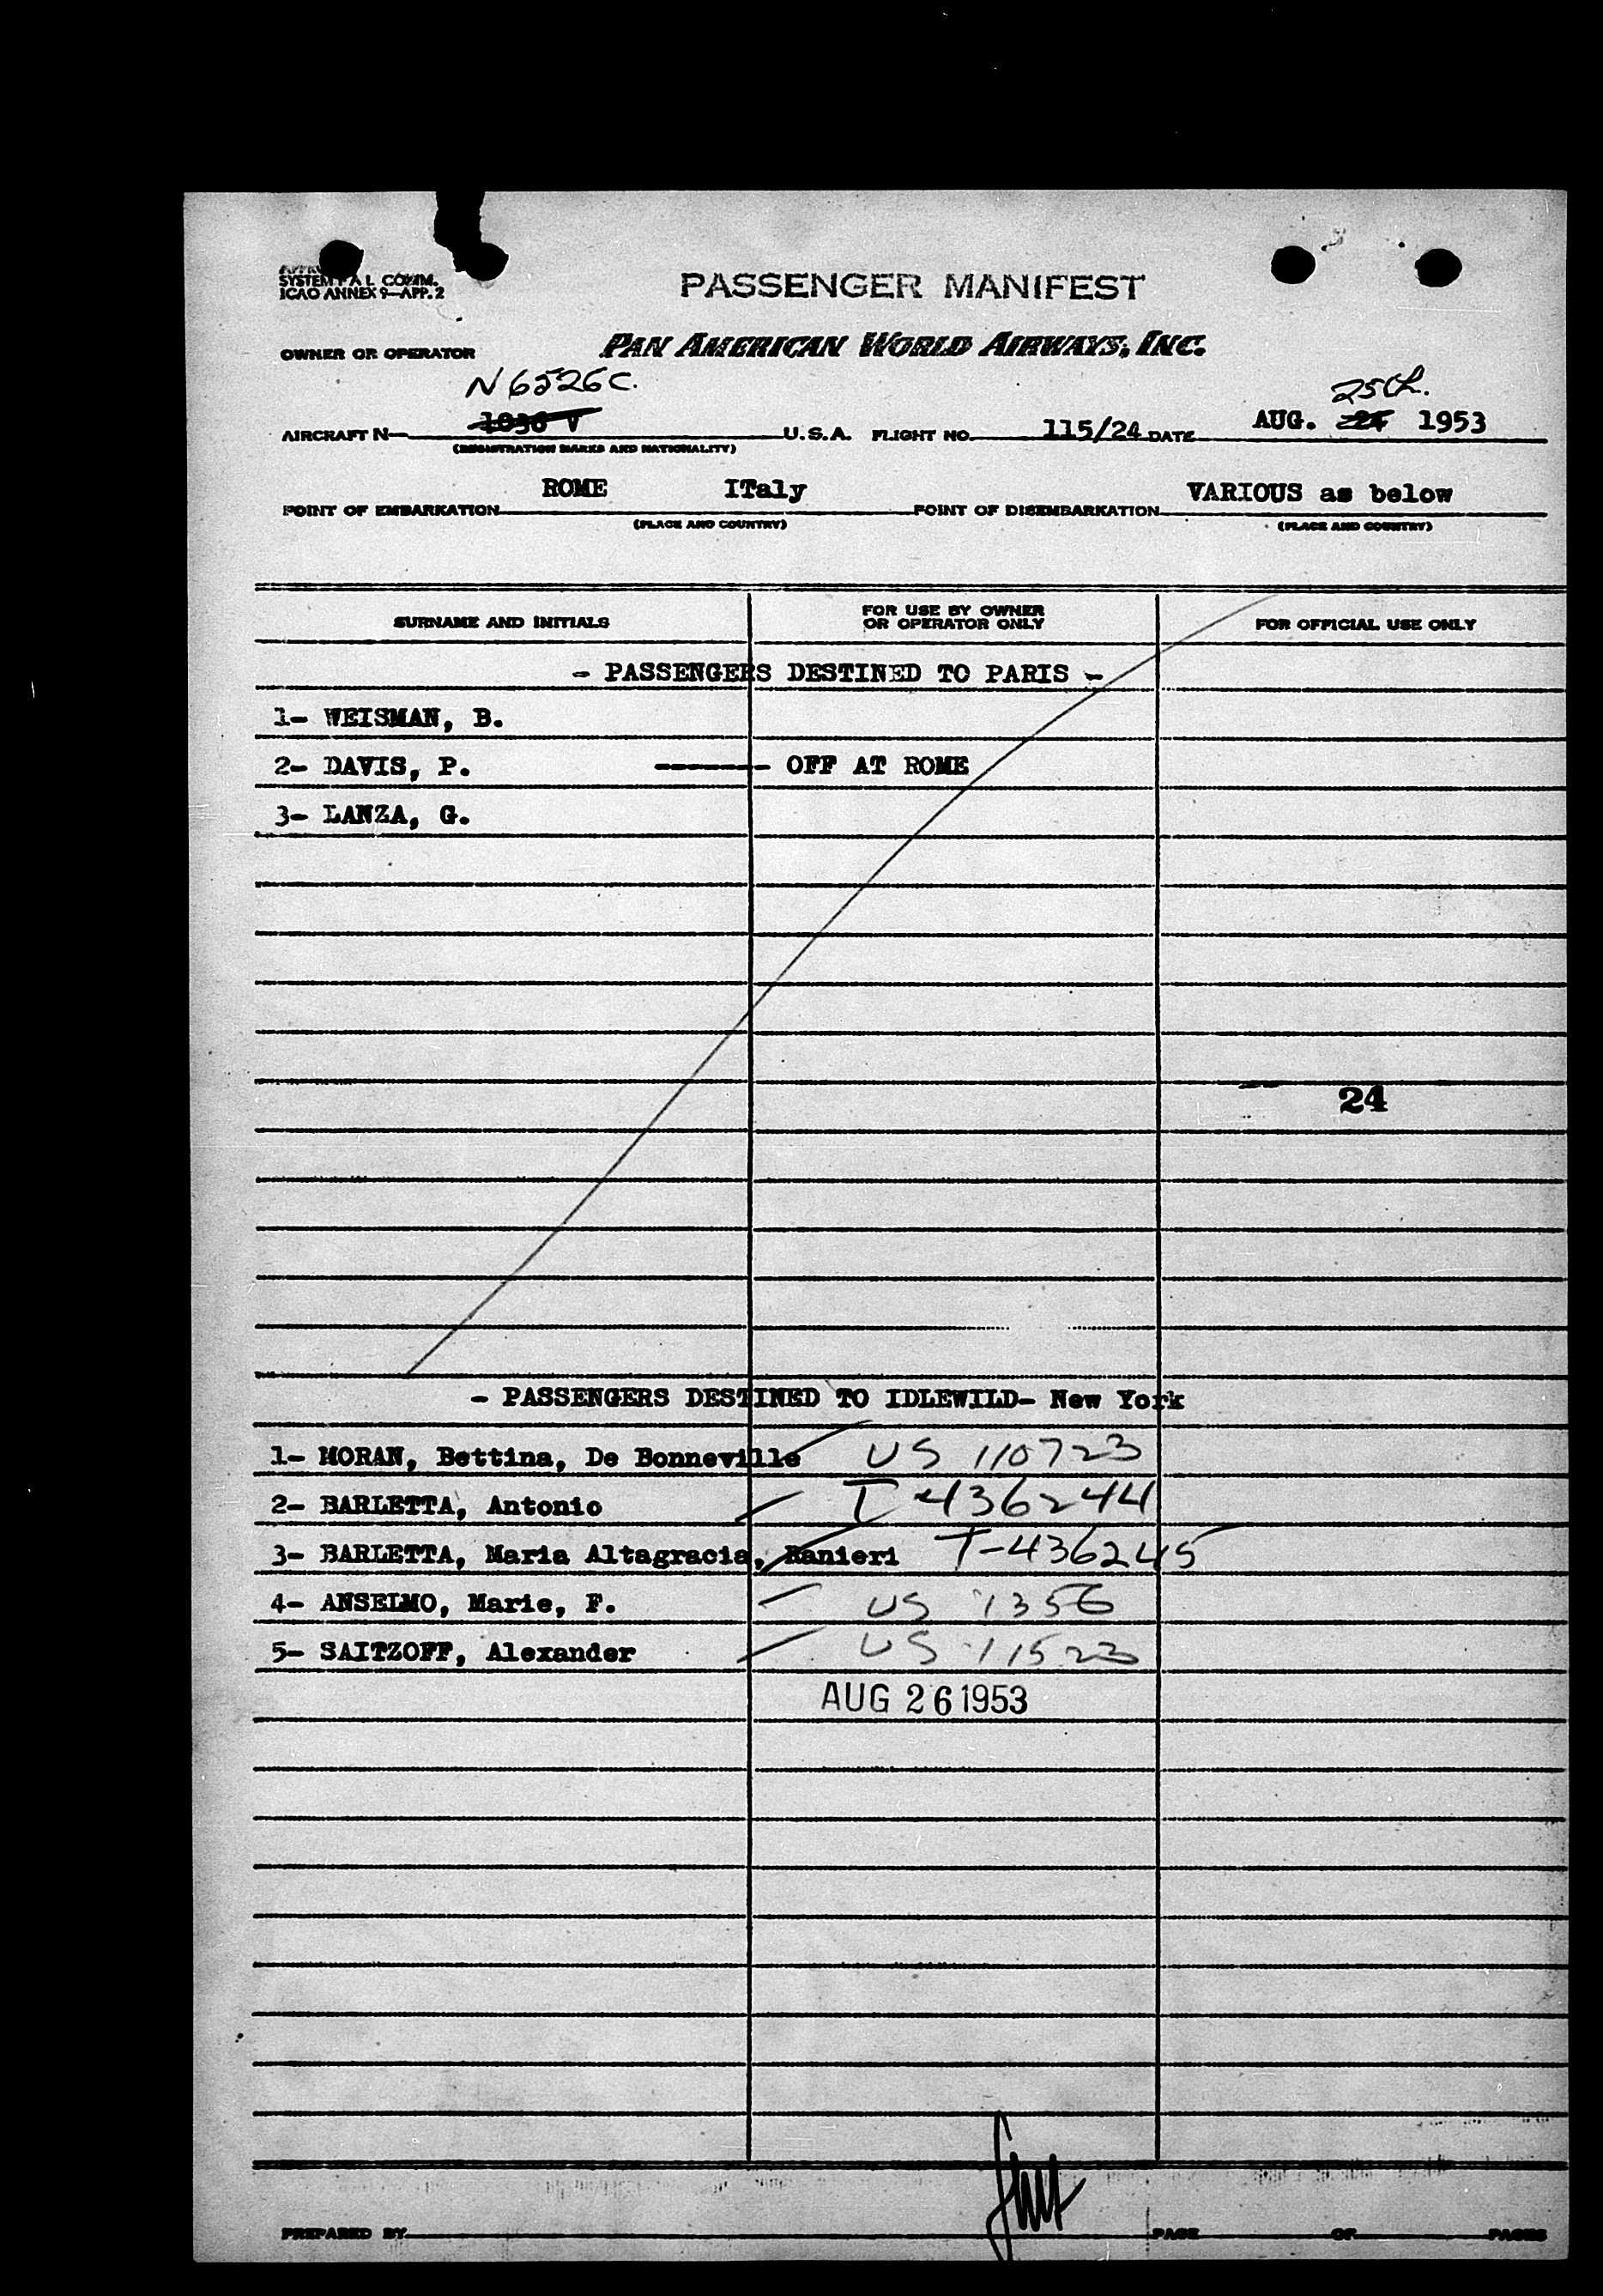 SYSTEM P A L COMM.
ICAO ANNEX 9—APP. 2
PASSENGER MANIFEST
OWNER OR OPERATOR PAN AMERICAN WORLD AIRWAYS, INC.
N6526C. 25th.
AIRCRAFT N— 1036 V U.S.A. FLIGHT NO. 115/24 DATE AUG. 24 1953
(REGISTRATION MARKS AND NATIONALITY)
POINT OF EMBARKATION ROME ITaly POINT OF DISEMBARKATION VARIOUS as below
(PLACE AND COUNTRY) (PLACE AND COUNTRY)
SURNAME AND INITIALS FOR USE BY OWNER OR OPERATOR ONLY FOR OFFICIAL USE ONLY
- PASSENGERS DESTINED TO PARIS -
1- WEISMAN, B.
2- DAVIS, P. ------- OFF AT ROME
3- LANZA, G.
24
- PASSENGERS DESTINED TO IDLEWILD- New York
1- MORAN, Bettina, De Bonneville US 110723
2- BARLETTA, Antonio T-436244
3- BARLETTA, Maria Altagracia, Ranieri T-436245
4- ANSELMO, Marie, F. US 1356
5- SAITZOFF, Alexander US 11523
AUG 26 1953
PREPARED BY PAGE OF PAGES